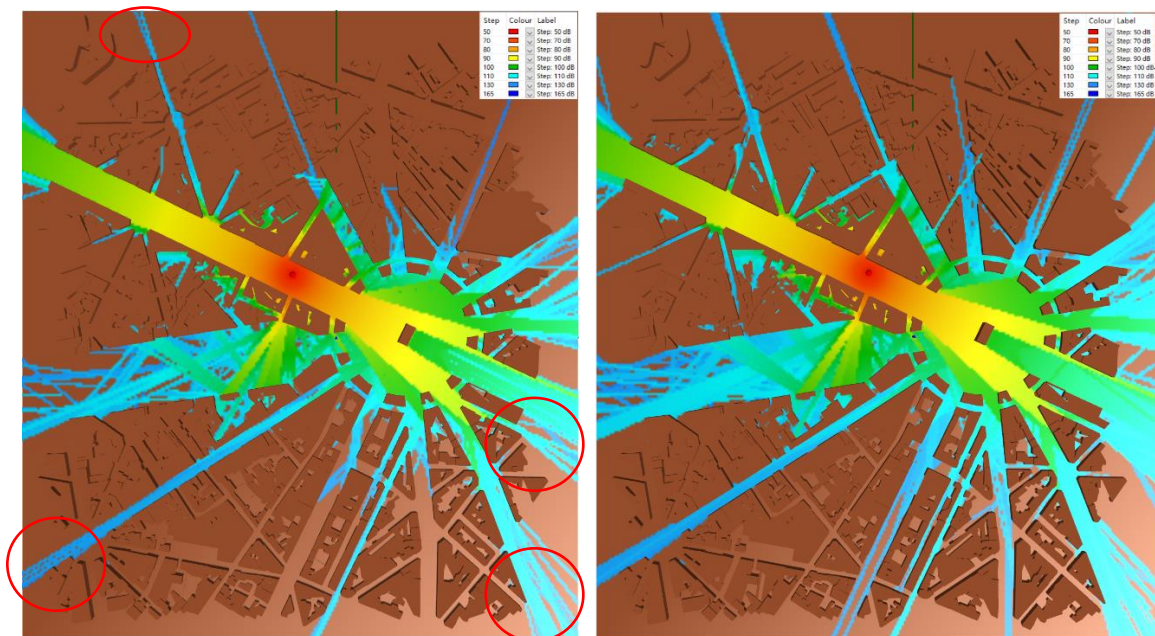 Step Colour Label
50 Step: 50 dB
70 Step: 70 dB
80 Step: 80 dB
90 Step: 90 dB
100 Step: 100 dB
110 Step: 110 dB
130 Step: 130 dB
165 Step: 165 dB
Step Colour Label
50 Step: 50 dB
70 Step: 70 dB
80 Step: 80 dB
90 Step: 90 dB
100 Step: 100 dB
110 Step: 110 dB
130 Step: 130 dB
165 Step: 165 dB